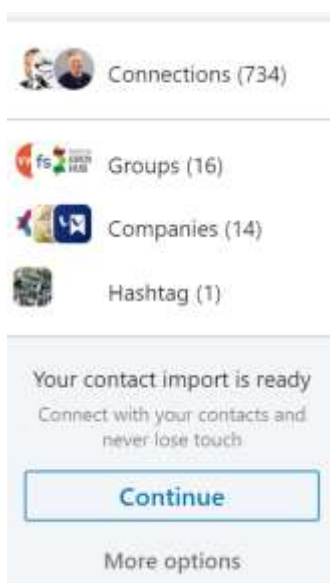 Connections (734)
fs
Groups (16)
Companies (14)
Hashtag (1)
Your contact import is ready
Connect with your contacts and
never lose touch
Continue
More options